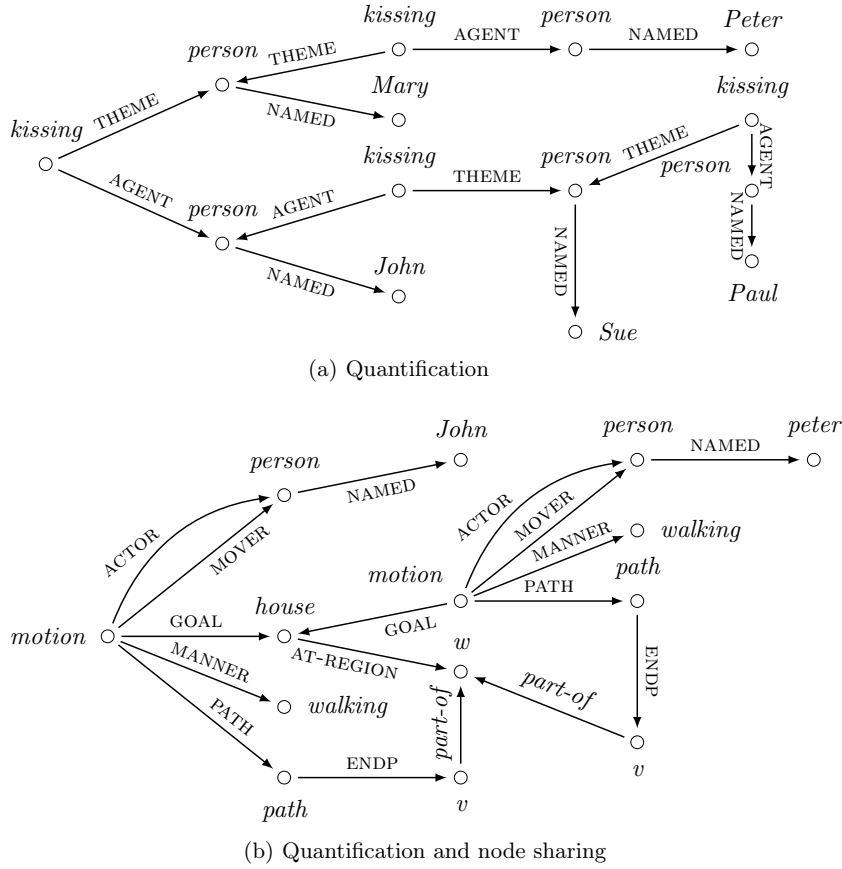 kissing person Peter
THEME AGENT NAMED
person
Mary kissing
THEME NAMED
kissing
kissing person THEME AGENT
THEME person
AGENT
person AGENT
NAMED John NAMED NAMED
Paul
Sue
(a) Quantification
John person NAMED peter
person
NAMED
ACTOR MOVER
ACTOR MOVER MANNER walking
motion path
PATH
house GOAL
motion GOAL w
AT-REGION ENDP
MANNER
walking part-of part-of
PATH
ENDP
path v v
(b) Quantification and node sharing